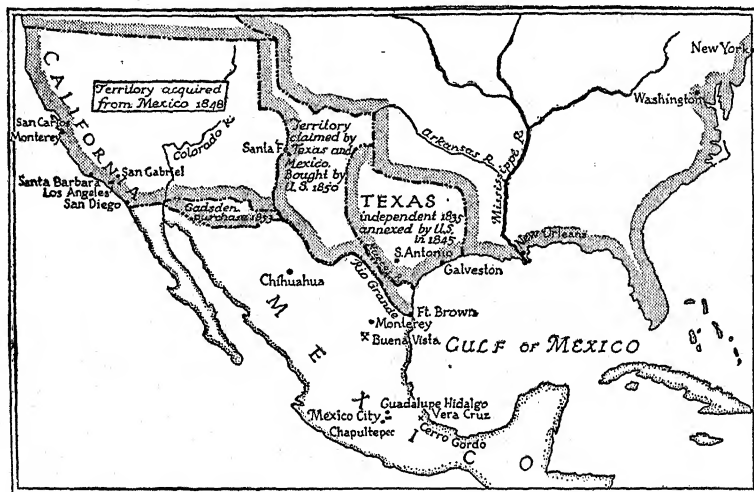 New York
Washington
CALIFORNIA
Territory acquired
from Mexico 1848
San Carlos
Monterey
Colorado R.
Santa Fe
Territory
claimed by
Texas and
Mexico.
Bought by
U.S. 1850
Arkansas R.
Mississippi R.
San Gabriel
Santa Barbara
Los Angeles
San Diego
Gadsden
purchase 1853
TEXAS
independent 1835
annexed by U.S.
in 1845
S. Antonio
Galveston
New Orleans
Rio Grande
Chihuahua
Ft. Brown
Monterey
Buena Vista
GULF OF MEXICO
MEXICO
Guadalupe Hidalgo
Mexico City
Vera Cruz
Chapultepec
Cerro Gordo